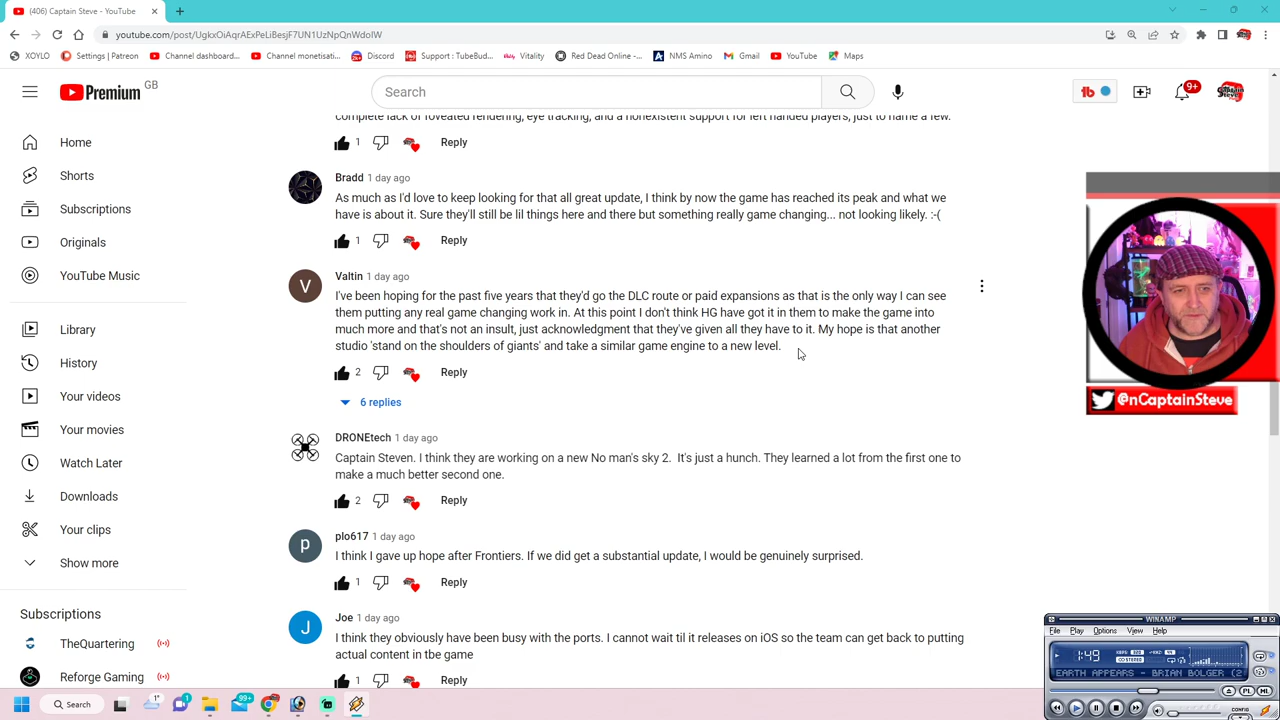 (406) Captain Steve - YouTube
youtube.com/post/UgkxOiAqrAExPeLiBesjF7UN1UzNpQnWdoIW
XOYLO
Settings | Patreon
Channel dashboard...
Channel monetisati...
Discord
Support : TubeBud...
Vitality
Red Dead Online -...
NMS Amino
Gmail
YouTube
Maps
Premium GB
Search
9+
Home
Shorts
Subscriptions
Originals
YouTube Music
Library
History
Your videos
Your movies
Watch Later
Downloads
Your clips
Show more
Subscriptions
TheQuartering
Reforge Gaming
complete lack of foveated rendering, eye tracking, and a nonexistent support for left handed players, just to name a few.
1 Reply
Bradd 1 day ago
As much as I'd love to keep looking for that all great update, I think by now the game has reached its peak and what we
have is about it. Sure they'll still be lil things here and there but something really game changing... not looking likely. :-(
1 Reply
V
Valtin 1 day ago
I've been hoping for the past five years that they'd go the DLC route or paid expansions as that is the only way I can see
them putting any real game changing work in. At this point I don't think HG have got it in them to make the game into
much more and that's not an insult, just acknowledgment that they've given all they have to it. My hope is that another
studio 'stand on the shoulders of giants' and take a similar game engine to a new level.
2 Reply
6 replies
DRONEtech 1 day ago
Captain Steven. I think they are working on a new No man's sky 2. It's just a hunch. They learned a lot from the first one to
make a much better second one.
2 Reply
p
plo617 1 day ago
I think I gave up hope after Frontiers. If we did get a substantial update, I would be genuinely surprised.
1 Reply
J
Joe 1 day ago
I think they obviously have been busy with the ports. I cannot wait til it releases on iOS so the team can get back to putting
actual content in tbe game
1 Reply
@nCaptainSteve
WINAMP
File Play Options View Help
1:49
EARTH APPEARS - BRIAN BOLGER (2
PL ML
CONFIG
Search
1°
1
99+